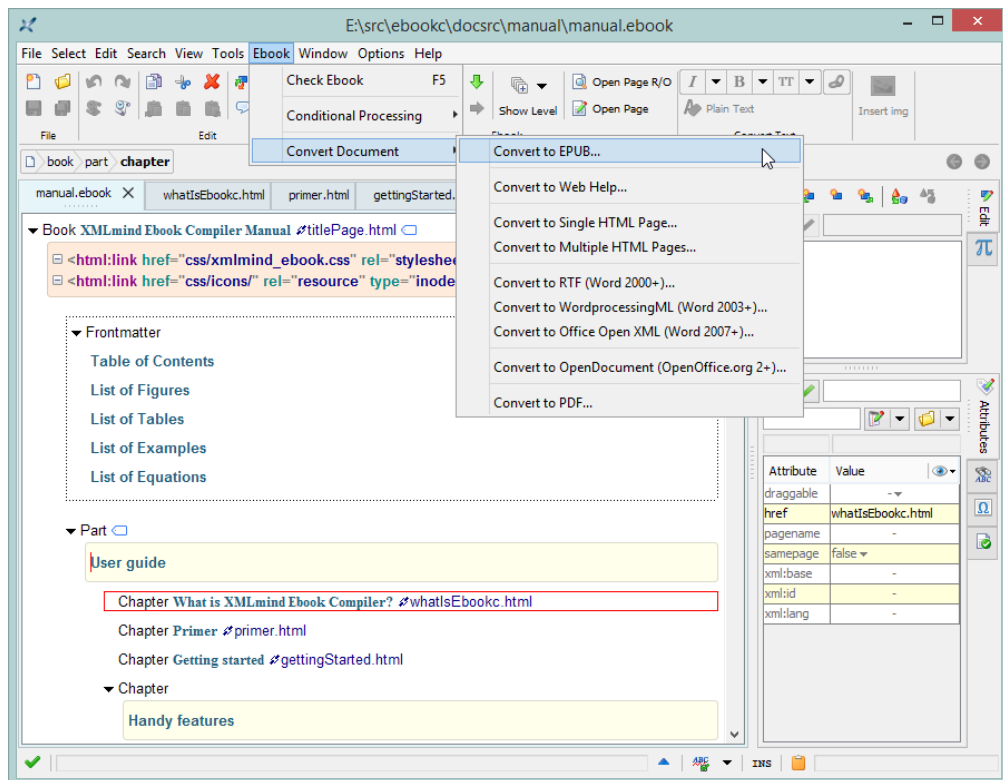 E:\src\ebookc\docsrc\manual\manual.ebook
File Select Edit Search View Tools Ebook Window Options Help
Check Ebook F5
Conditional Processing
Convert Document
Show Level
Open Page R/O
Open Page
I B TT
Plain Text
Insert img
File
Edit
book part chapter
Convert to EPUB...
Convert to Web Help...
Convert to Single HTML Page...
Convert to Multiple HTML Pages...
Convert to RTF (Word 2000+)...
Convert to WordprocessingML (Word 2003+)...
Convert to Office Open XML (Word 2007+)...
Convert to OpenDocument (OpenOffice.org 2+)...
Convert to PDF...
manual.ebook whatIsEbookc.html primer.html gettingStarted.
Book XMLmind Ebook Compiler Manual titlePage.html
<html:link href="css/xmlmind_ebook.css" rel="styleshe
<html:link href="css/icons/" rel="resource" type="inode
Frontmatter
Table of Contents
List of Figures
List of Tables
List of Examples
List of Equations
Part
User guide
Chapter What is XMLmind Ebook Compiler? whatIsEbookc.html
Chapter Primer primer.html
Chapter Getting started gettingStarted.html
Chapter
Handy features
Edit
π
Attributes
ABC
Ω
Attribute Value
draggable -
href whatIsEbookc.html
pagename -
samepage false
xml:base -
xml:id -
xml:lang -
ABC
INS